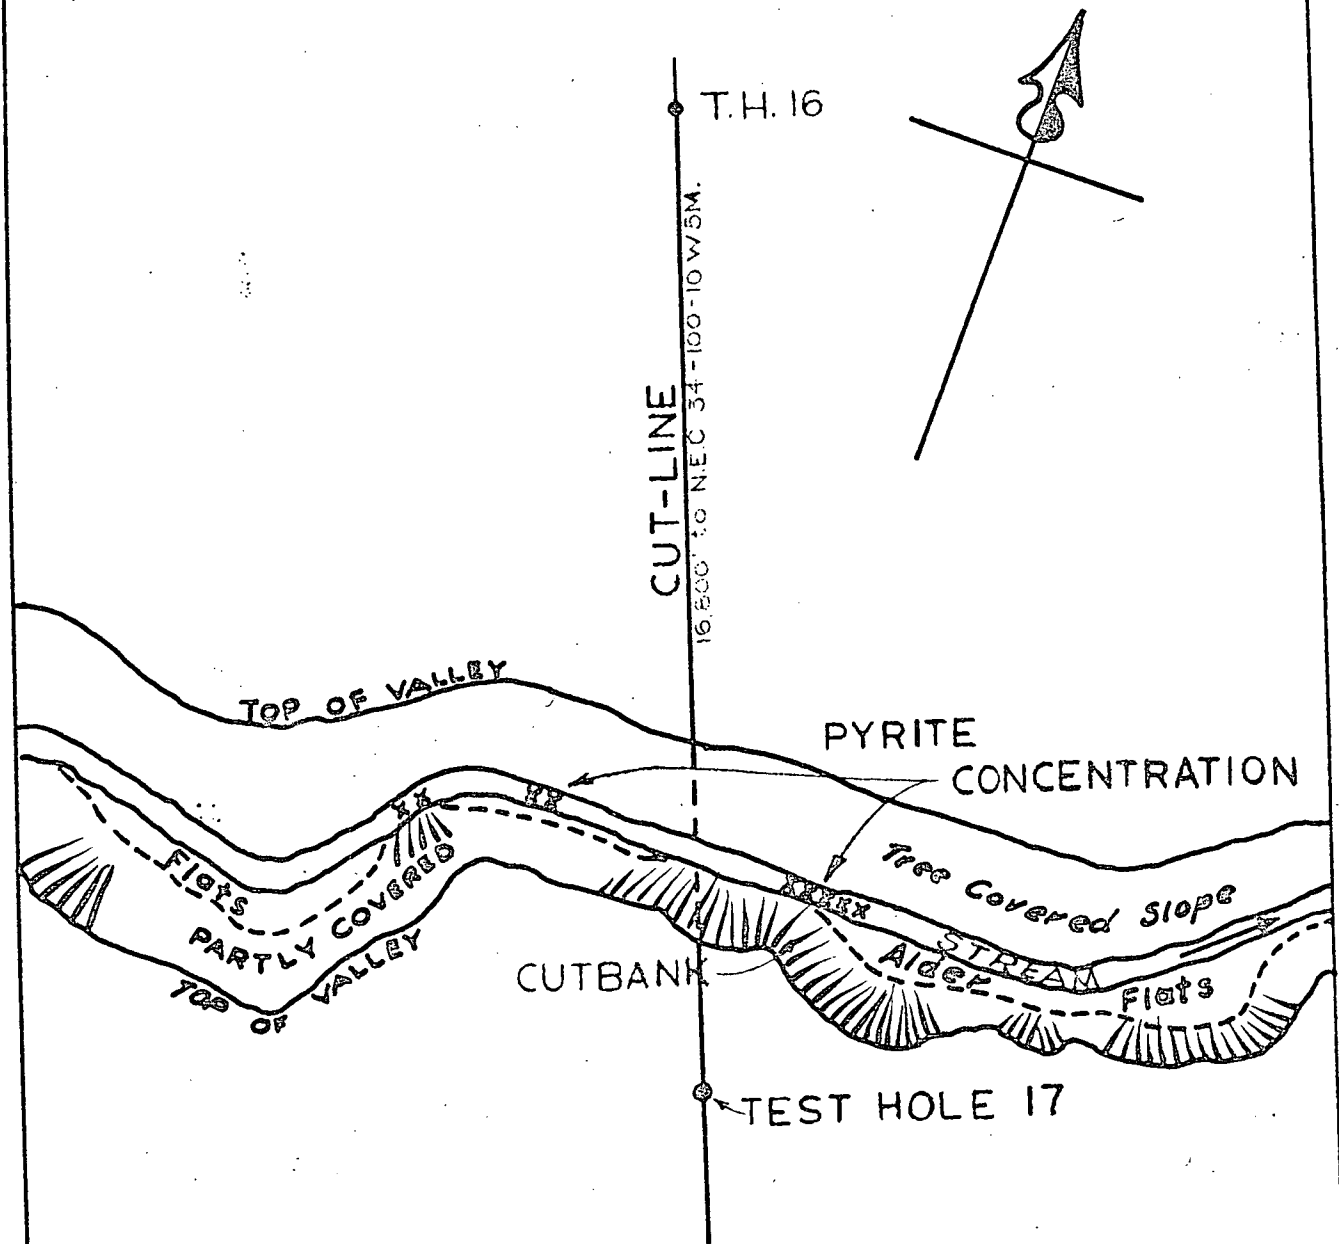 T.H. 16
CUT-LINE
16,800' to N.E.C 34-100-10 W5M.
TOP OF VALLEY
PYRITE
CONCENTRATION
Tree Covered Slope
Flats
PARTLY COVERED
STREAM
Alder
Flats
CUTBANK
TOP OF VALLEY
TEST HOLE 17